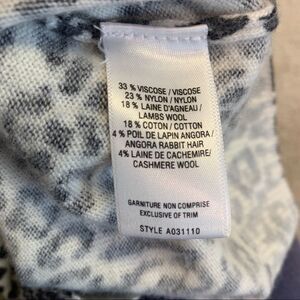 33 % VISCOSE / VISCOSE
23 % NYLON / NYLON
18 % LAINE D'AGNEAU /
LAMBS WOOL
18 % COTON / COTTON
4 % POIL DE LAPIN ANGORA /
ANGORA RABBIT HAIR
4% LAINE DE CACHEMIRE/
CASHMERE WOOL
GARNITURE NON COMPRISE
EXCLUSIVE OF TRIM
STYLE A031110